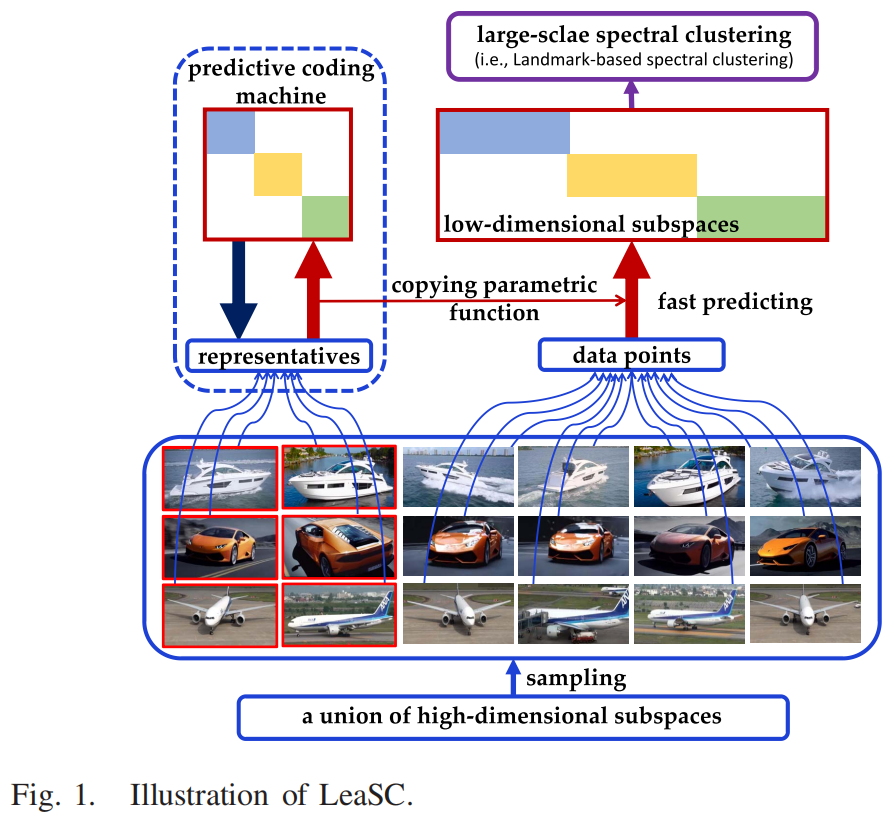 large-sclae spectral clustering
(i.e., Landmark-based spectral clustering)
predictive coding
machine
low-dimensional subspaces
copying parametric
function
fast predicting
representatives
data points
sampling
a union of high-dimensional subspaces
Fig. 1. Illustration of LeaSC.